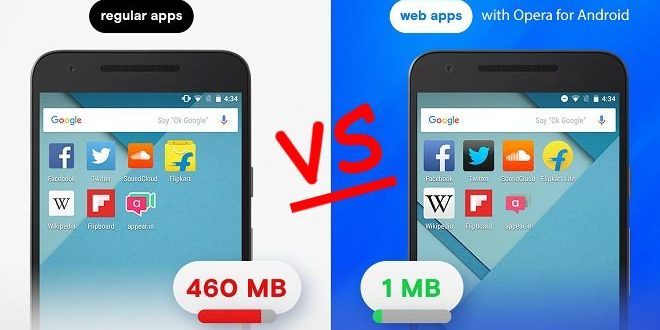 regular apps
4:34
Google
Say "Ok Google"
Facebook
Twitter
SoundCloud
Flipkart
W
Wikipedia
Flipboard
a
appear.in
460 MB
VS
web apps with Opera for Android
4:34
Google
Say "Ok Google"
Facebook
Twitter
SoundCloud
Flipkart Lite
W
Wikipedia
Flipboard
a
appear.in
1 MB